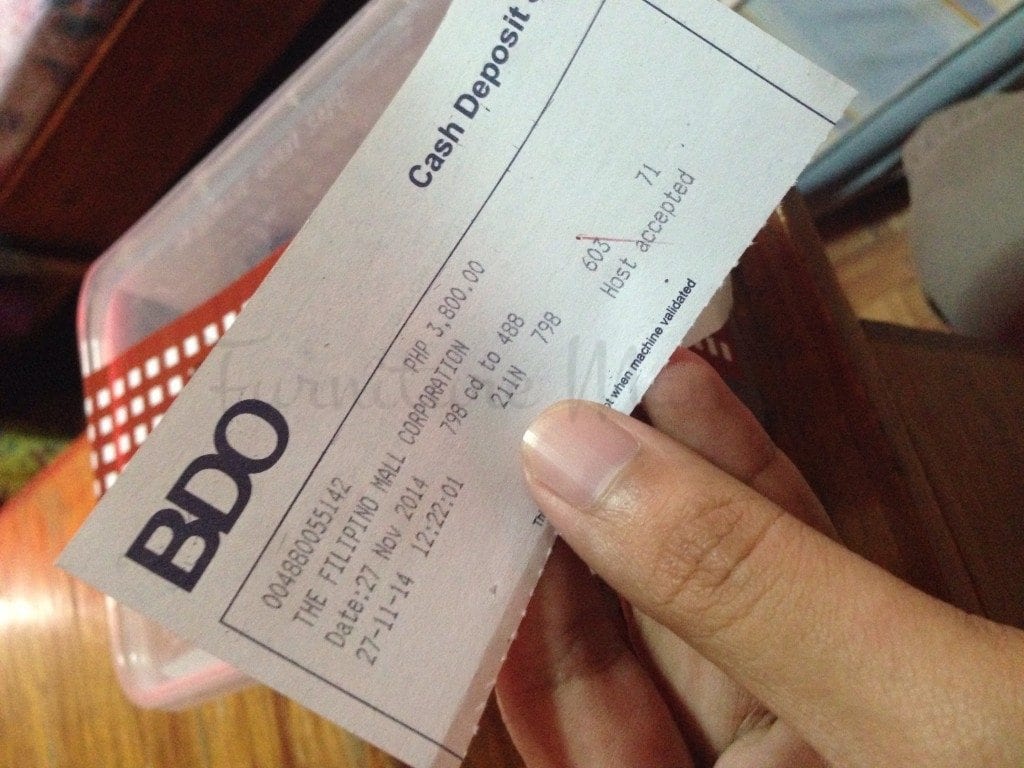 Cash Deposit
BDO
004880055142 PHP 3,800.00
THE FILIPINO MALL CORPORATION
Date:27 Nov 2014 798 cd to 488
27-11-14 12:22:01 211N 798 603 71
Host accepted
when machine validated